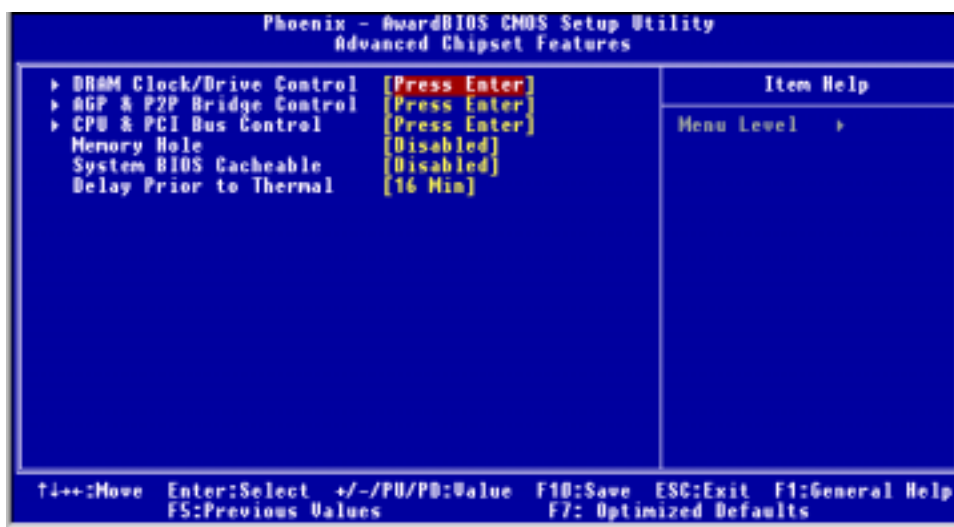 Phoenix - AwardBIOS CMOS Setup Utility
Advanced Chipset Features
DRAM Clock/Drive Control [Press Enter]
AGP & P2P Bridge Control [Press Enter]
CPU & PCI Bus Control [Press Enter]
Memory Hole [Disabled]
System BIOS Cacheable [Disabled]
Delay Prior to Thermal [16 Min]
Item Help
Menu Level
↑↓→←:Move Enter:Select +/-/PU/PD:Value F10:Save ESC:Exit F1:General Help
F5:Previous Values F7: Optimized Defaults